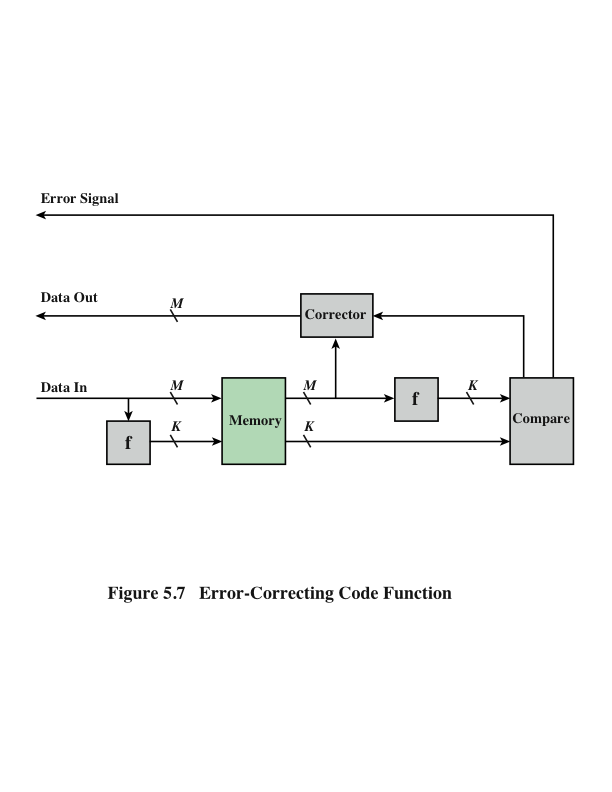 Error Signal
Data Out
M
Corrector
Data In
M
M
f
K
Compare
f
K
Memory
K
Figure 5.7 Error-Correcting Code Function